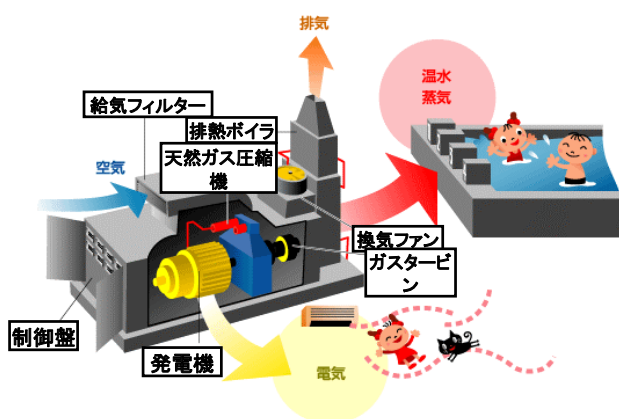 排気
温水
蒸気
給気フィルター
排熱ボイラ
天然ガス圧縮
機
空気
換気ファン
ガスタービ
ン
制御盤
発電機
電気